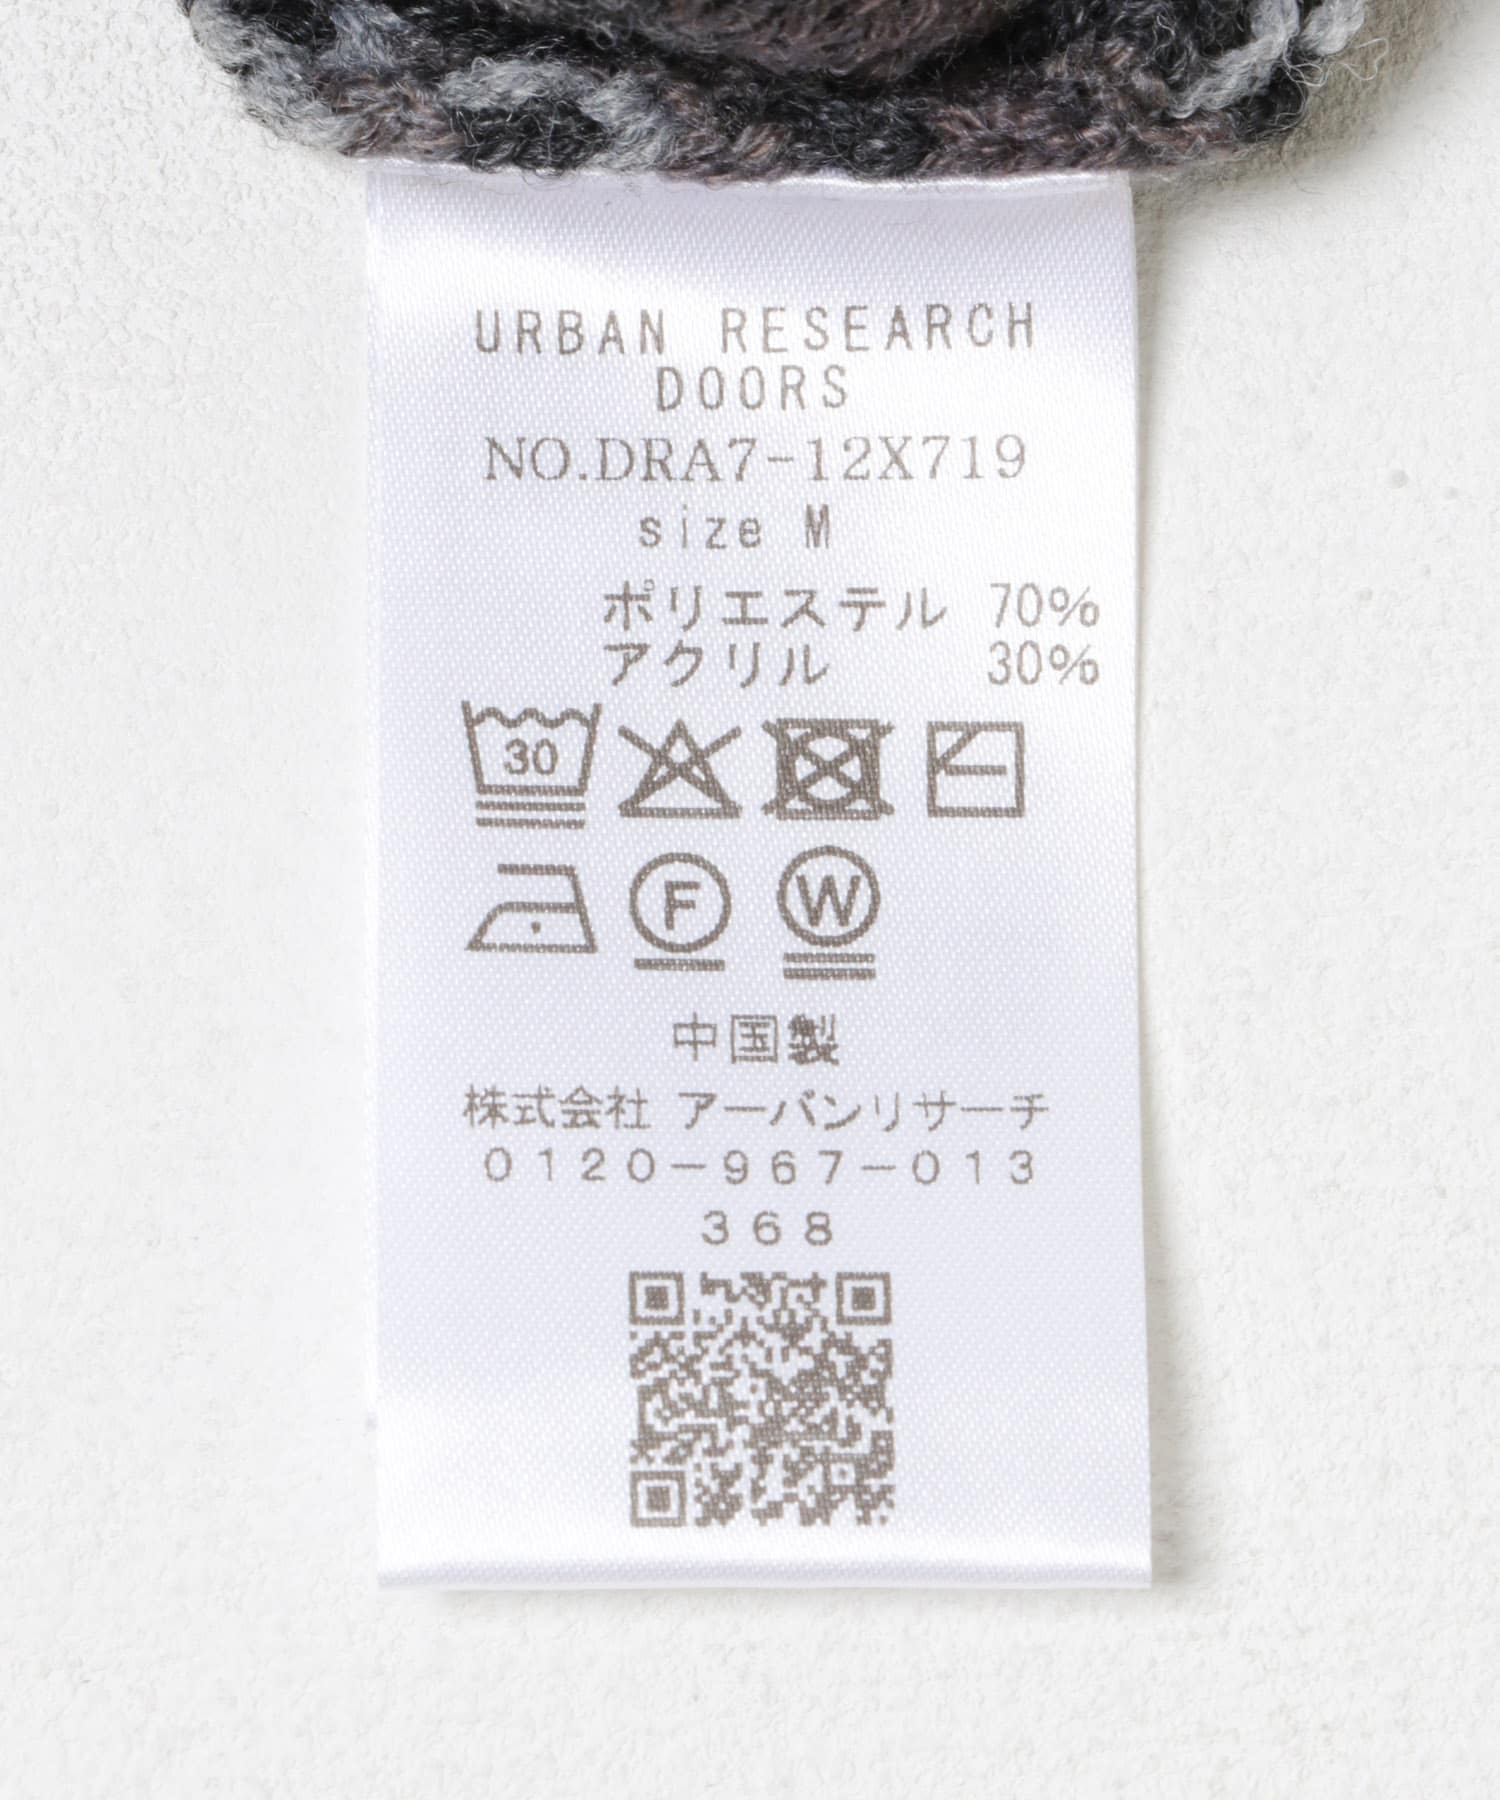 URBAN RESEARCH
DOORS
NO.DRA7-12X719
size M
ポリエステル 70%
アクリル 30%
30
F W
中国製
株式会社 アーバンリサーチ
0120-967-013
368